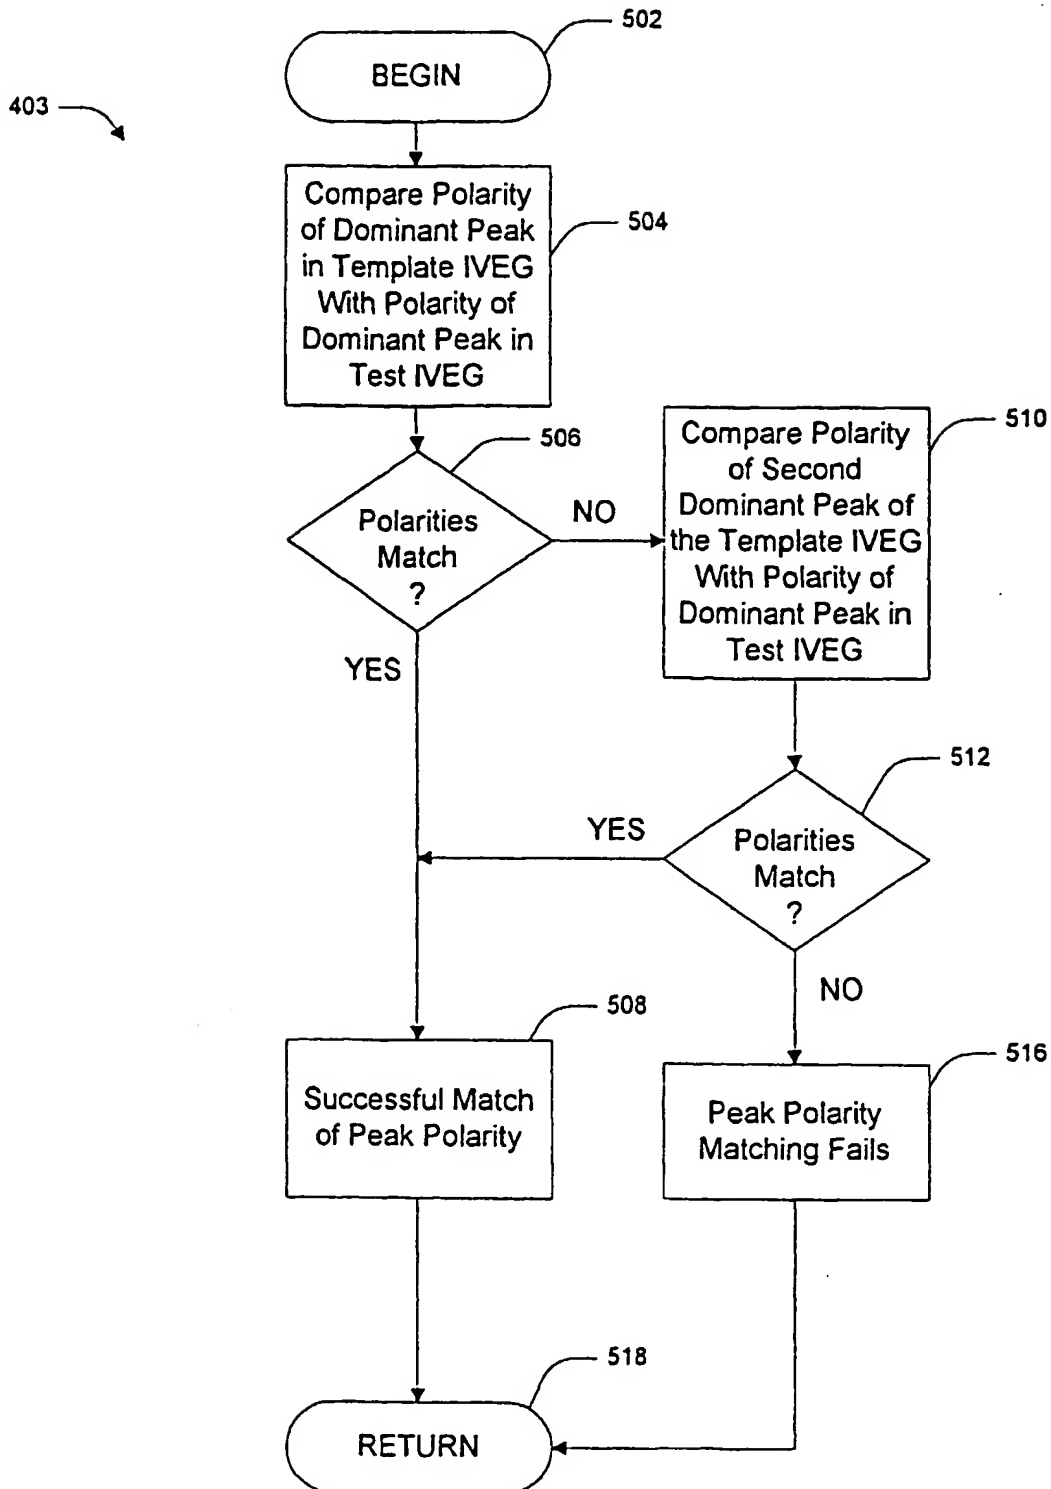 502
BEGIN
403
Compare Polarity
of Dominant Peak
in Template IVEG
With Polarity of
Dominant Peak in
Test IVEG
504
506
Polarities
Match
?
NO
YES
Compare Polarity
of Second
Dominant Peak of
the Template IVEG
With Polarity of
Dominant Peak in
Test IVEG
510
512
Polarities
Match
?
YES
NO
508
Successful Match
of Peak Polarity
516
Peak Polarity
Matching Fails
518
RETURN